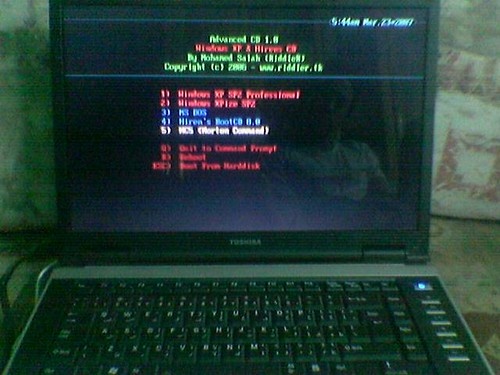 5:44am Mar.23*2007
Advanced CD 1.0
Windows XP & Hirens CD
By Mohamed Salah (Riddler)
Copyright (c) 2006 - www.riddler.tk
1) Windows XP SP2 Professional
2) Windows XPize SP2
3) MS DOS
4) Hiren's BootCD 8.0
5) NC5 (Norton Command)
Q) Quit to Command Prompt
R) Reboot
ESC) Boot From Harddisk
TOSHIBA